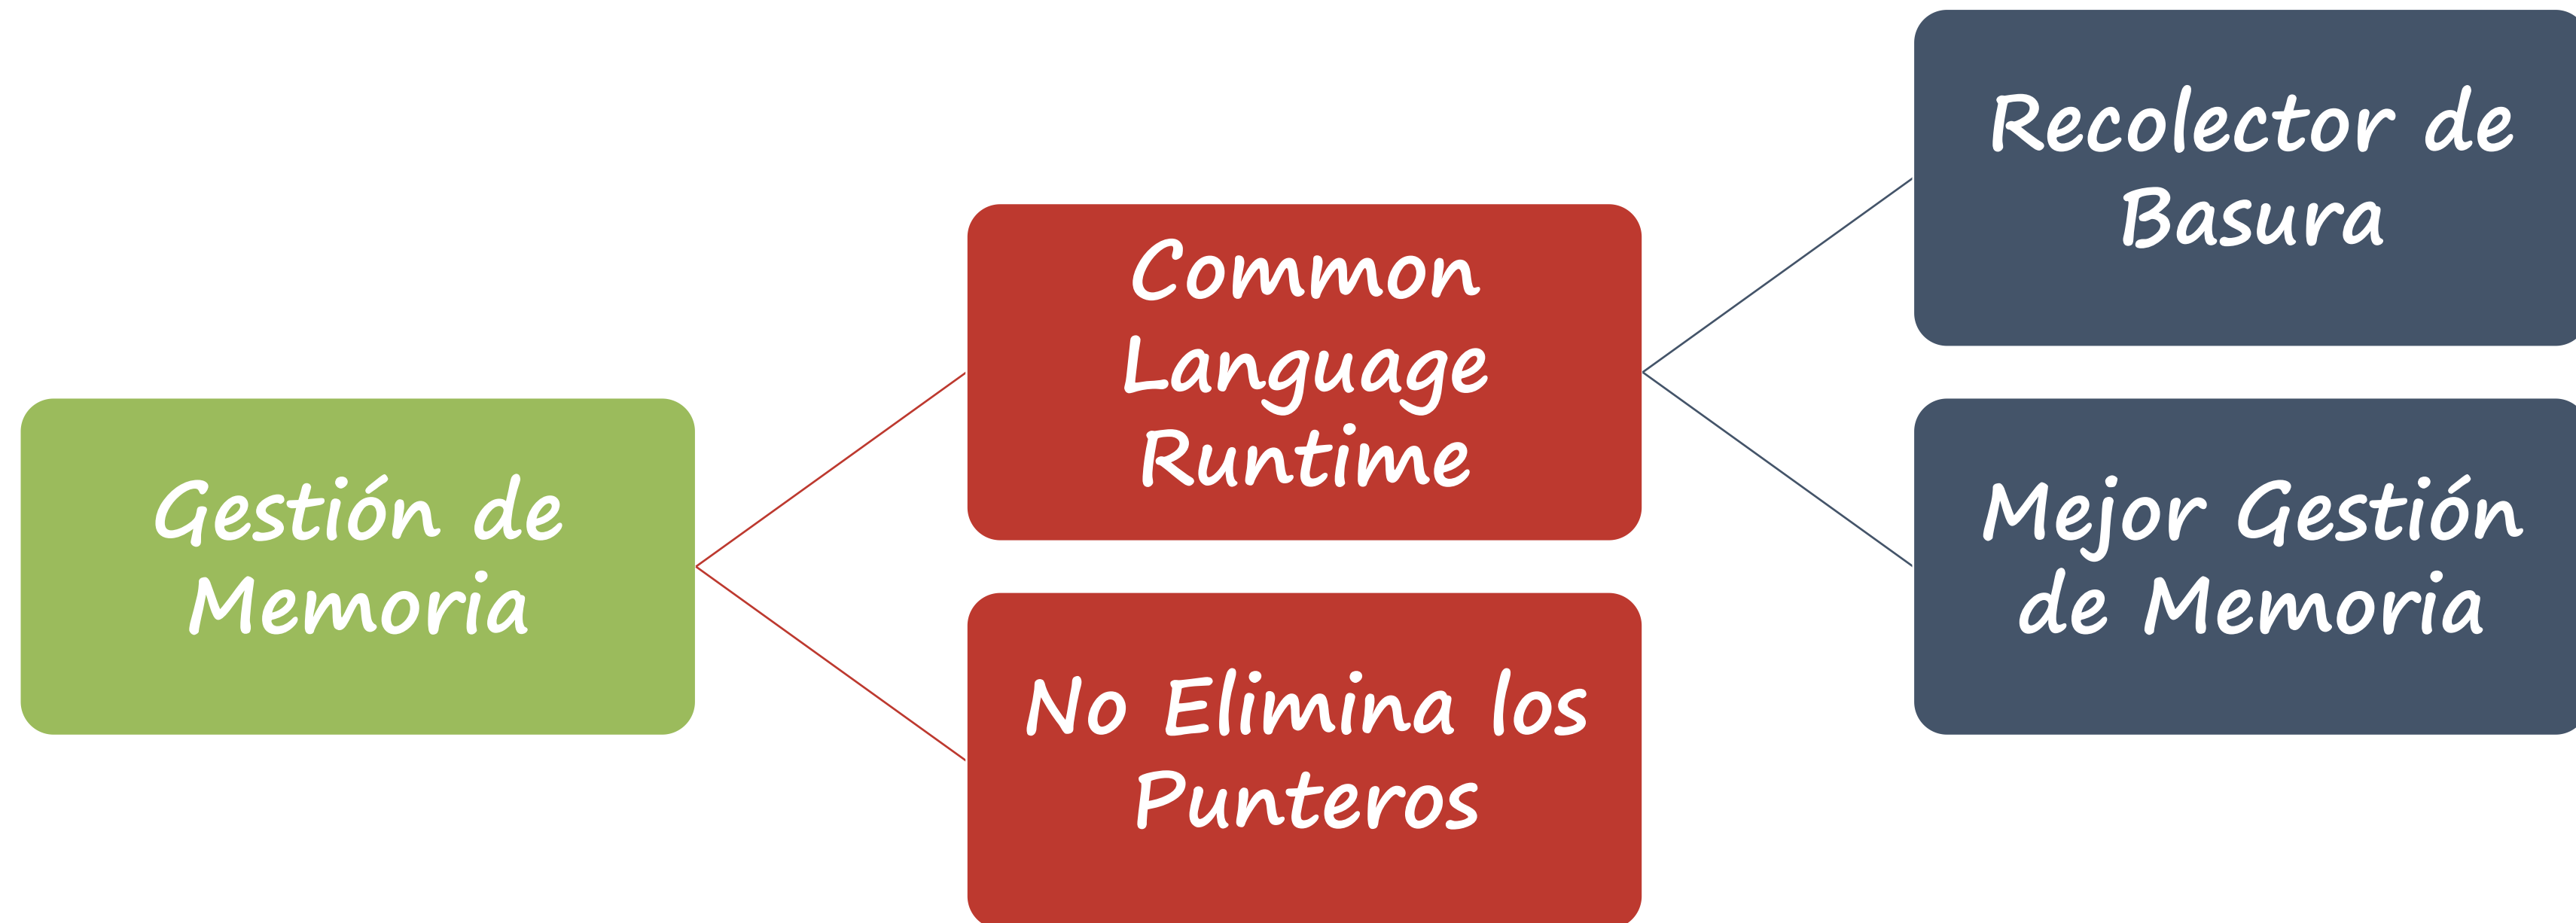 Gestión de
Memoria
Common
Language
Runtime
No Elimina los
Punteros
Recolector de
Basura
Mejor Gestión
de Memoria